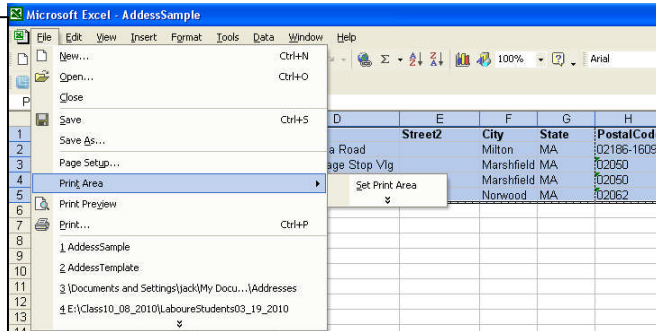 Microsoft Excel - AddessSample
File Edit View Insert Format Tools Data Window Help
New... Ctrl+N
Σ 100% Arial
Open... Ctrl+O
Close
P
Save Ctrl+S
D E F G H
Save As...
1 Street2 City State PostalCod
2 a Road Milton MA 02186-1609
Page Setup...
3 age Stop Vlg Marshfield MA 02050
Print Area Set Print Area
4 Marshfield MA 02050
5 Norwood MA 02062
Print Preview
6
7 Print... Ctrl+P
8
9 1 AddessSample
10 2 AddessTemplate
11 3 \Documents and Settings\jack\My Docu...\Addresses
12 4 E:\Class10_08_2010\LaboureStudents03_19_2010
13
14